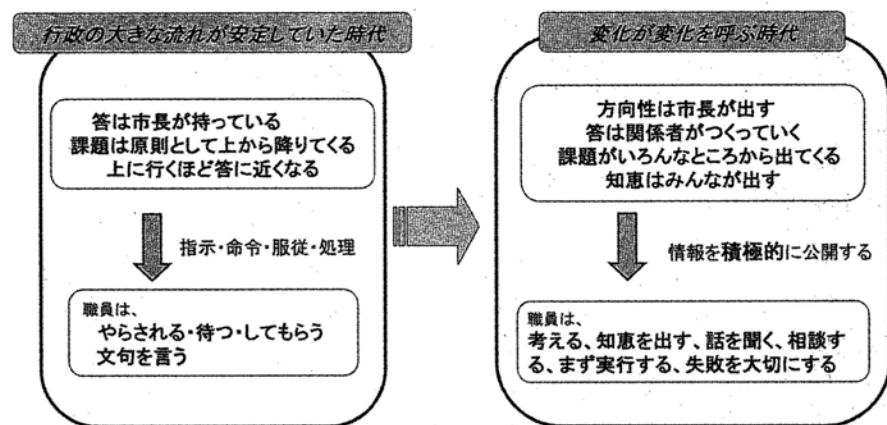 行政の大きな流れが安定していた時代
答は市長が持っている
課題は原則として上から降りてくる
上に行くほど答に近くなる
指示・命令・服従・処理
職員は、
やらされる・待つ・してもらう
文句を言う
変化が変化を呼ぶ時代
方向性は市長が出す
答は関係者がつくっていく
課題がいろんなところから出てくる
知恵はみんなが出す
情報を積極的に公開する
職員は、
考える、知恵を出す、話を聞く、相談す
る、まず実行する、失敗を大切にする